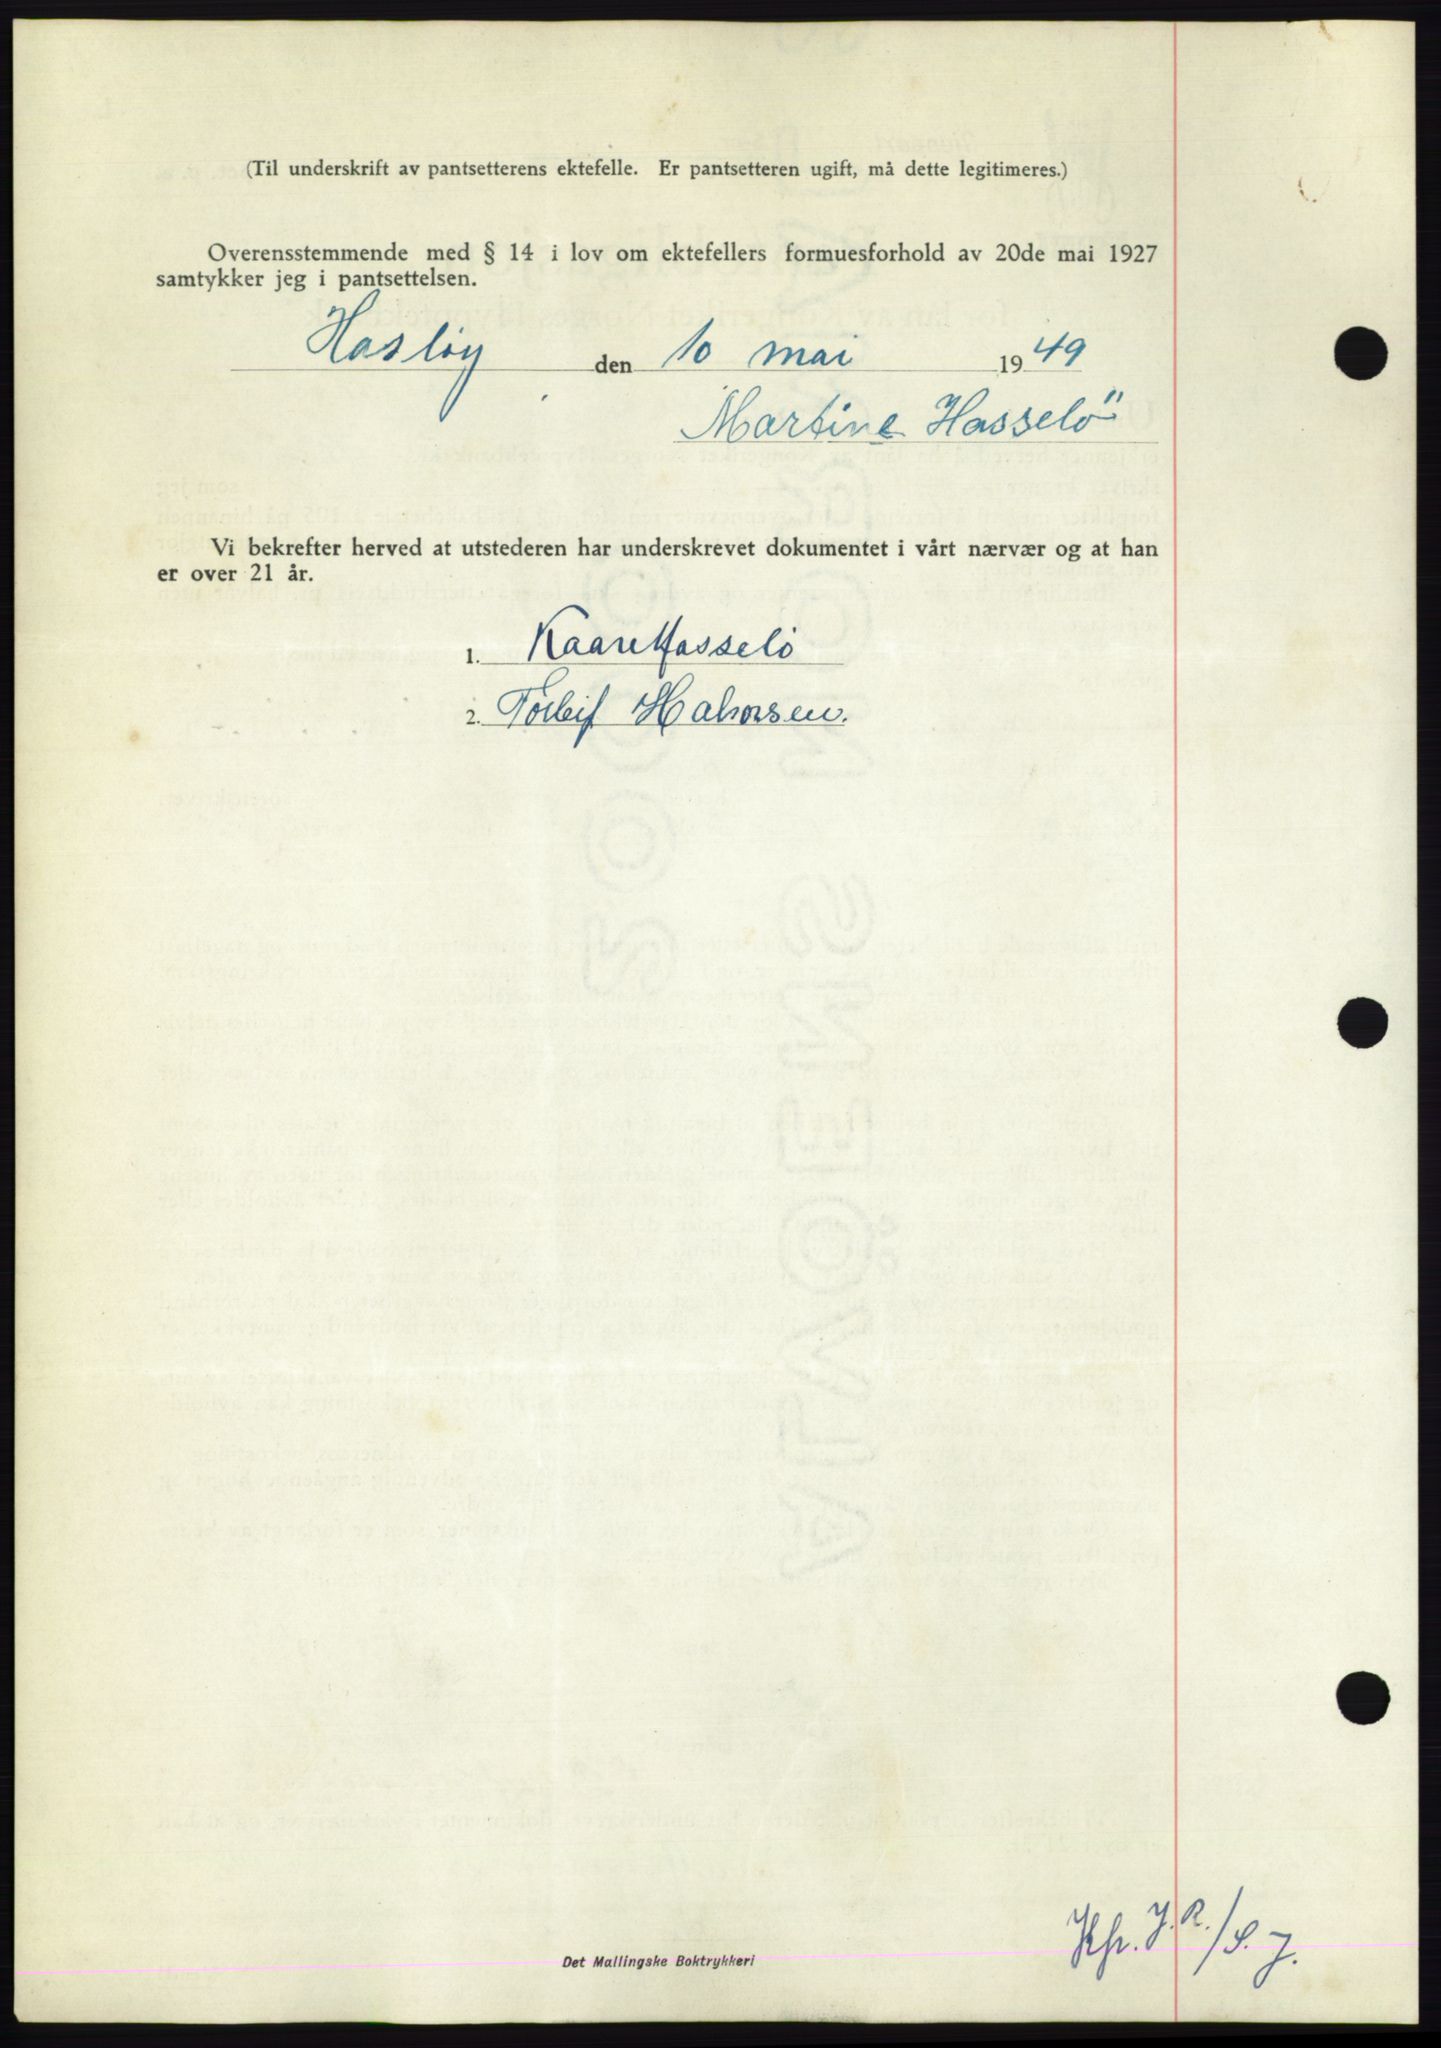 (Til underskrift av pantsetterens ektefelle. Er pantsetteren ugift, må dette legitimeres.)
Overensstemmende med § 14 i lov om ektefellers formuesforhold av 20de mai 1927
samtykker jeg i pantsettelsen.
Hasløy den 10 mai 1949
Martine Hasselö
Vi bekrefter herved at utstederen har underskrevet dokumentet i vårt nærvær og at han
er over 21 år.
1. Kaare Hasselö
2. Torleif
Det Mallingske Boktrykkeri
Kfr. J.R./S.J.